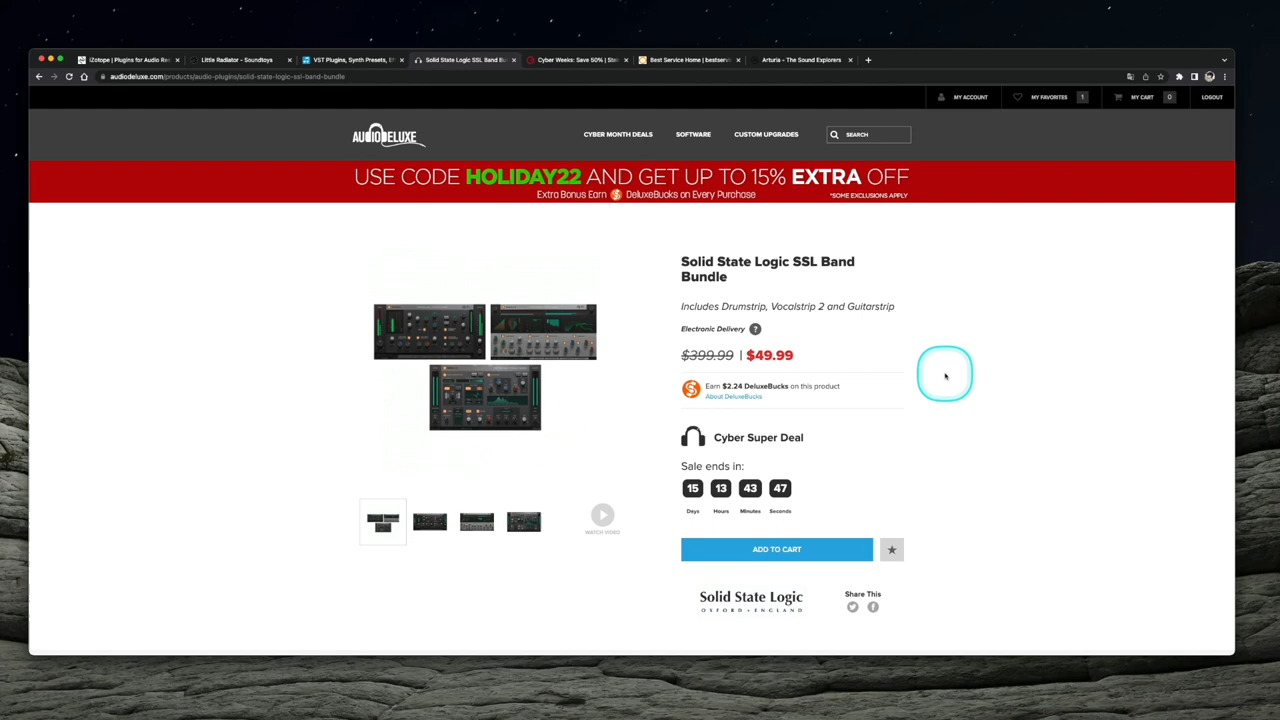 iZotope | Plugins for Audio Re
Little Radiator - Soundtoys
VST Plugins, Synth Presets, Ef
Solid State Logic SSL Band Bu
Cyber Weeks: Save 50% | Ste
Best Service Home | bestserv
Arturia - The Sound Explorers
audiodeluxe.com/products/audio-plugins/solid-state-logic-ssl-band-bundle
MY ACCOUNT
MY FAVORITES 1
MY CART 0
LOGOUT
AUDIODELUXE
CYBER MONTH DEALS
SOFTWARE
CUSTOM UPGRADES
SEARCH
USE CODE HOLIDAY22 AND GET UP TO 15% EXTRA OFF
Extra Bonus Earn $ DeluxeBucks on Every Purchase
*SOME EXCLUSIONS APPLY
Solid State Logic SSL Band
Bundle
Includes Drumstrip, Vocalstrip 2 and Guitarstrip
Electronic Delivery ?
$399.99 | $49.99
Earn $2.24 DeluxeBucks on this product
About DeluxeBucks
Cyber Super Deal
Sale ends in:
15 13 43 47
Days Hours Minutes Seconds
WATCH VIDEO
ADD TO CART
Solid State Logic
OXFORD • ENGLAND
Share This